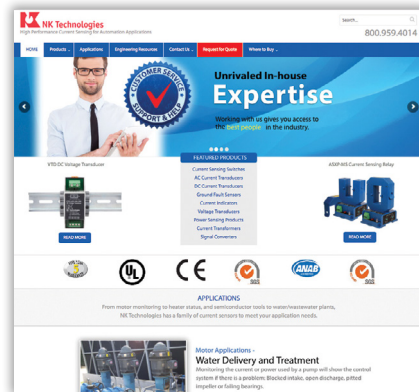 NK Technologies
High Performance Current Sensing for Automation Applications
Search...
800.959.4014
HOME Products Applications Engineering Resources Contact Us Request for Quote Where to Buy
CUSTOMER SERVICE
SUPPORT & HELP
Unrivaled In-house
Expertise
Working with us gives you access to
the best people in the industry.
VTD-DC Voltage Transducer
READ MORE
FEATURED PRODUCTS
Current Sensing Switches
AC Current Transducers
DC Current Transducers
Ground Fault Sensors
Current Indicators
Voltage Transducers
Power Sensing Products
Current Transformers
Signal Converters
ASXP-MS Current Sensing Relay
READ MORE
UL
CE
SGS
ANAB
SGS
APPLICATIONS
From motor monitoring to heater status, and semiconductor tools to water/wastewater plants,
NK Technologies has a family of current sensors to meet your application needs.
Motor Applications -
Water Delivery and Treatment
Monitoring the current or power used by a pump will show the control
system if there is a problem: Blocked intake, open discharge, pitted
impeller or failing bearings.